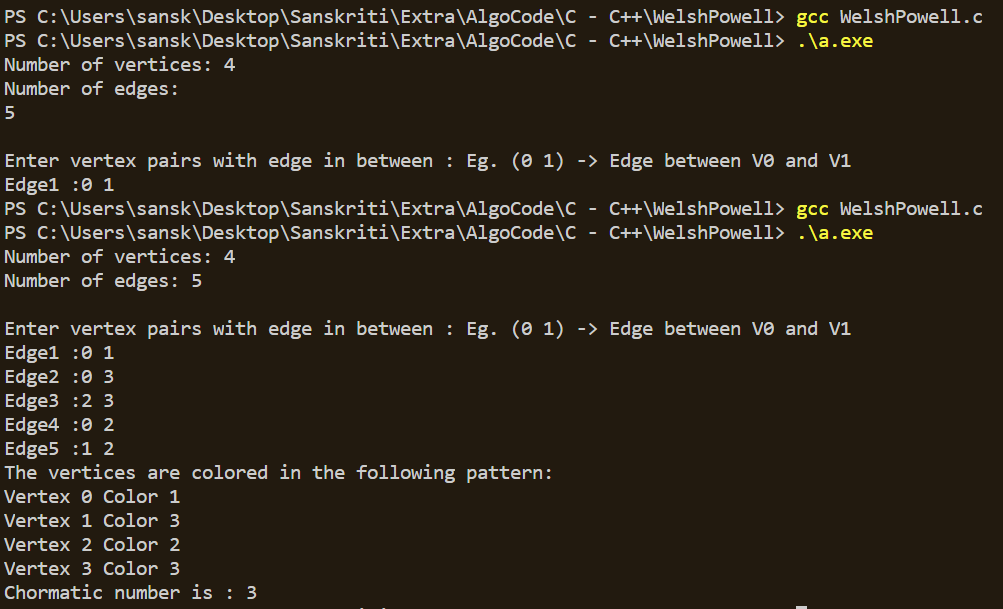 PS C:\Users\sansk\Desktop\Sanskriti\Extra\AlgoCode\C - C++\WelshPowell> gcc WelshPowell.c
PS C:\Users\sansk\Desktop\Sanskriti\Extra\AlgoCode\C - C++\WelshPowell> .\a.exe
Number of vertices: 4
Number of edges:
5
Enter vertex pairs with edge in between : Eg. (0 1) -> Edge between V0 and V1
Edge1 :0 1
PS C:\Users\sansk\Desktop\Sanskriti\Extra\AlgoCode\C - C++\WelshPowell> gcc WelshPowell.c
PS C:\Users\sansk\Desktop\Sanskriti\Extra\AlgoCode\C - C++\WelshPowell> .\a.exe
Number of vertices: 4
Number of edges: 5
Enter vertex pairs with edge in between : Eg. (0 1) -> Edge between V0 and V1
Edge1 :0 1
Edge2 :0 3
Edge3 :2 3
Edge4 :0 2
Edge5 :1 2
The vertices are colored in the following pattern:
Vertex 0 Color 1
Vertex 1 Color 3
Vertex 2 Color 2
Vertex 3 Color 3
Chormatic number is : 3